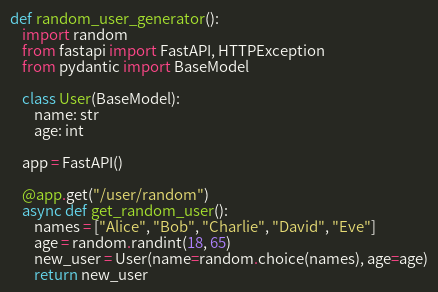 def random_user_generator():
    import random
    from fastapi import FastAPI, HTTPException
    from pydantic import BaseModel

    class User(BaseModel):
        name: str
        age: int

    app = FastAPI()

    @app.get("/user/random")
    async def get_random_user():
        names = ["Alice", "Bob", "Charlie", "David", "Eve"]
        age = random.randint(18, 65)
        new_user = User(name=random.choice(names), age=age)
        return new_user